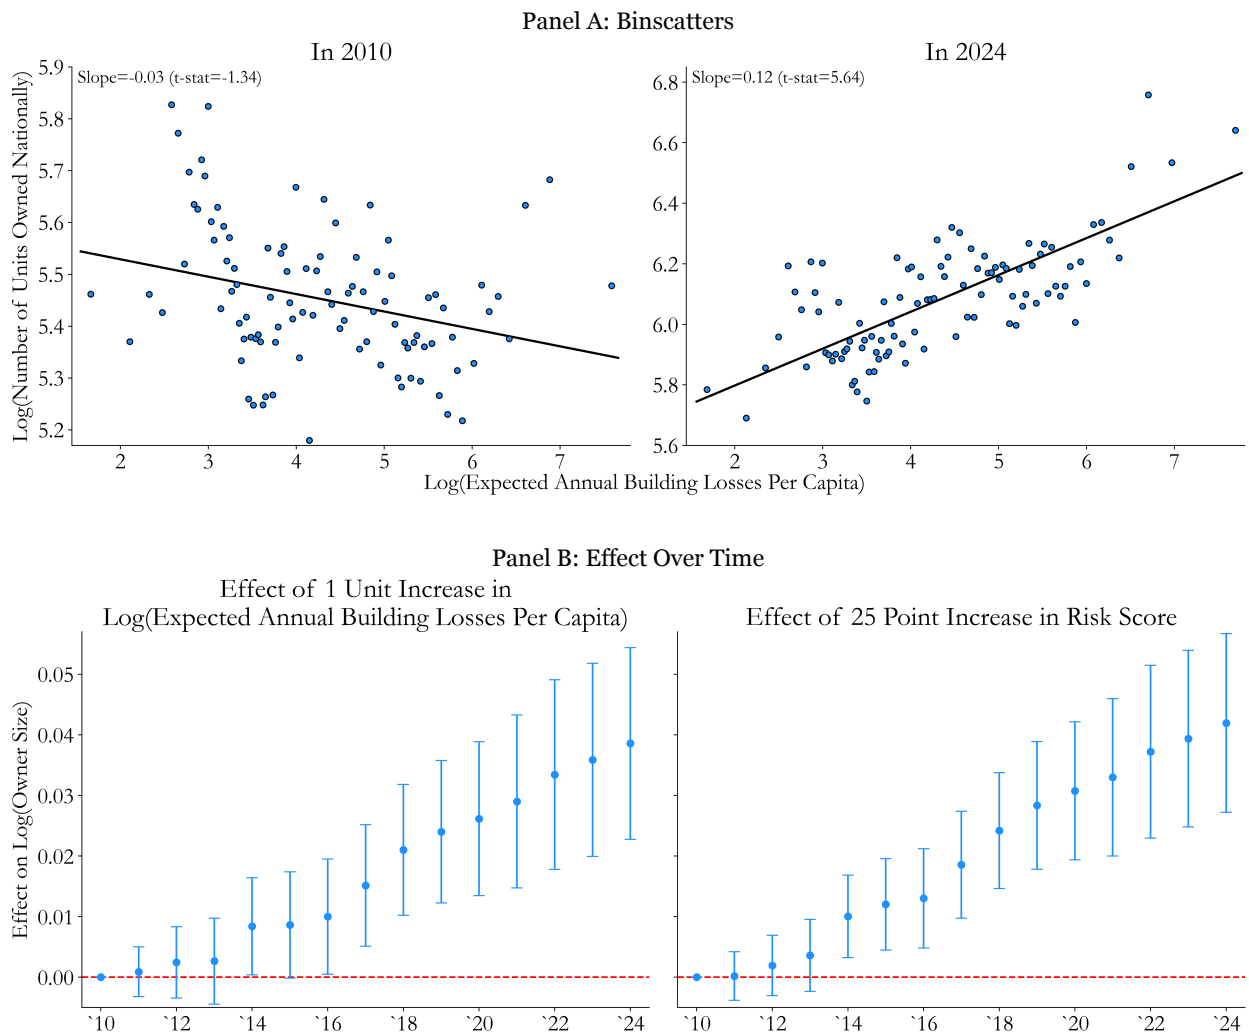 Panel A: Binscatters
In 2010
In 2024
Slope=-0.03 (t-stat=-1.34)
Slope=0.12 (t-stat=5.64)
Log(Number of Units Owned Nationally)
5.9
5.8
5.7
5.6
5.5
5.4
5.3
5.2
6.8
6.6
6.4
6.2
6.0
5.8
5.6
2 3 4 5 6 7
2 3 4 5 6 7
Log(Expected Annual Building Losses Per Capita)
Panel B: Effect Over Time
Effect of 1 Unit Increase in
Log(Expected Annual Building Losses Per Capita)
Effect of 25 Point Increase in Risk Score
Effect on Log(Owner Size)
0.05
0.04
0.03
0.02
0.01
0.00
10 12 14 16 18 20 22 24
10 12 14 16 18 20 22 24